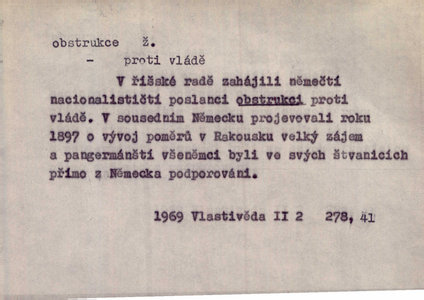 obstrukce ž.
- proti vládě
V říšské radě zahájili němečtí
nacionalističtí poslanci obstrukci proti
vládě. V sousedním Německu projevovali roku
1897 o vývoj poměrů v Rakousku velký zájem
a pangermánští všeněmci byli ve svých štvanicích
přímo z Německa podporováni.
1969 Vlastivěda II 2 278, 41